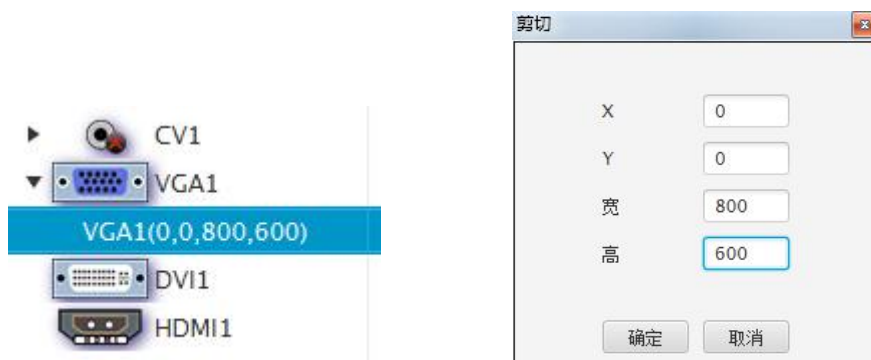 CV1
VGA1
VGA1(0,0,800,600)
DVI1
HDMI1
剪切
X 0
Y 0
宽 800
高 600
确定 取消